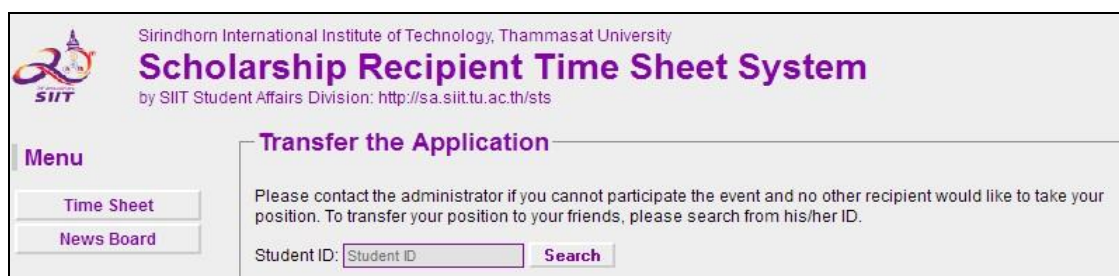 Sirindhorn International Institute of Technology, Thammasat University
Scholarship Recipient Time Sheet System
by SIIT Student Affairs Division: http://sa.siit.tu.ac.th/sts
SIIT
Menu
Time Sheet
News Board
Transfer the Application
Please contact the administrator if you cannot participate the event and no other recipient would like to take your
position. To transfer your position to your friends, please search from his/her ID.
Student ID: Student ID Search